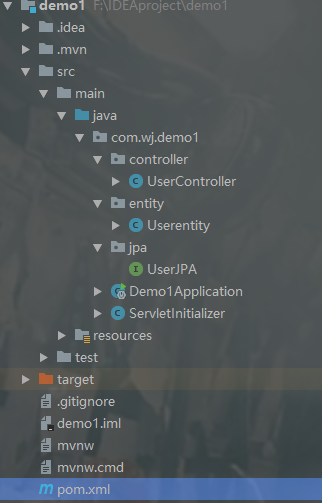 demo1 F:\IDEAproject\demo1
.idea
.mvn
src
main
java
com.wj.demo1
controller
UserController
entity
Userentity
jpa
UserJPA
Demo1Application
ServletInitializer
resources
test
target
.gitignore
demo1.iml
mvnw
mvnw.cmd
pom.xml